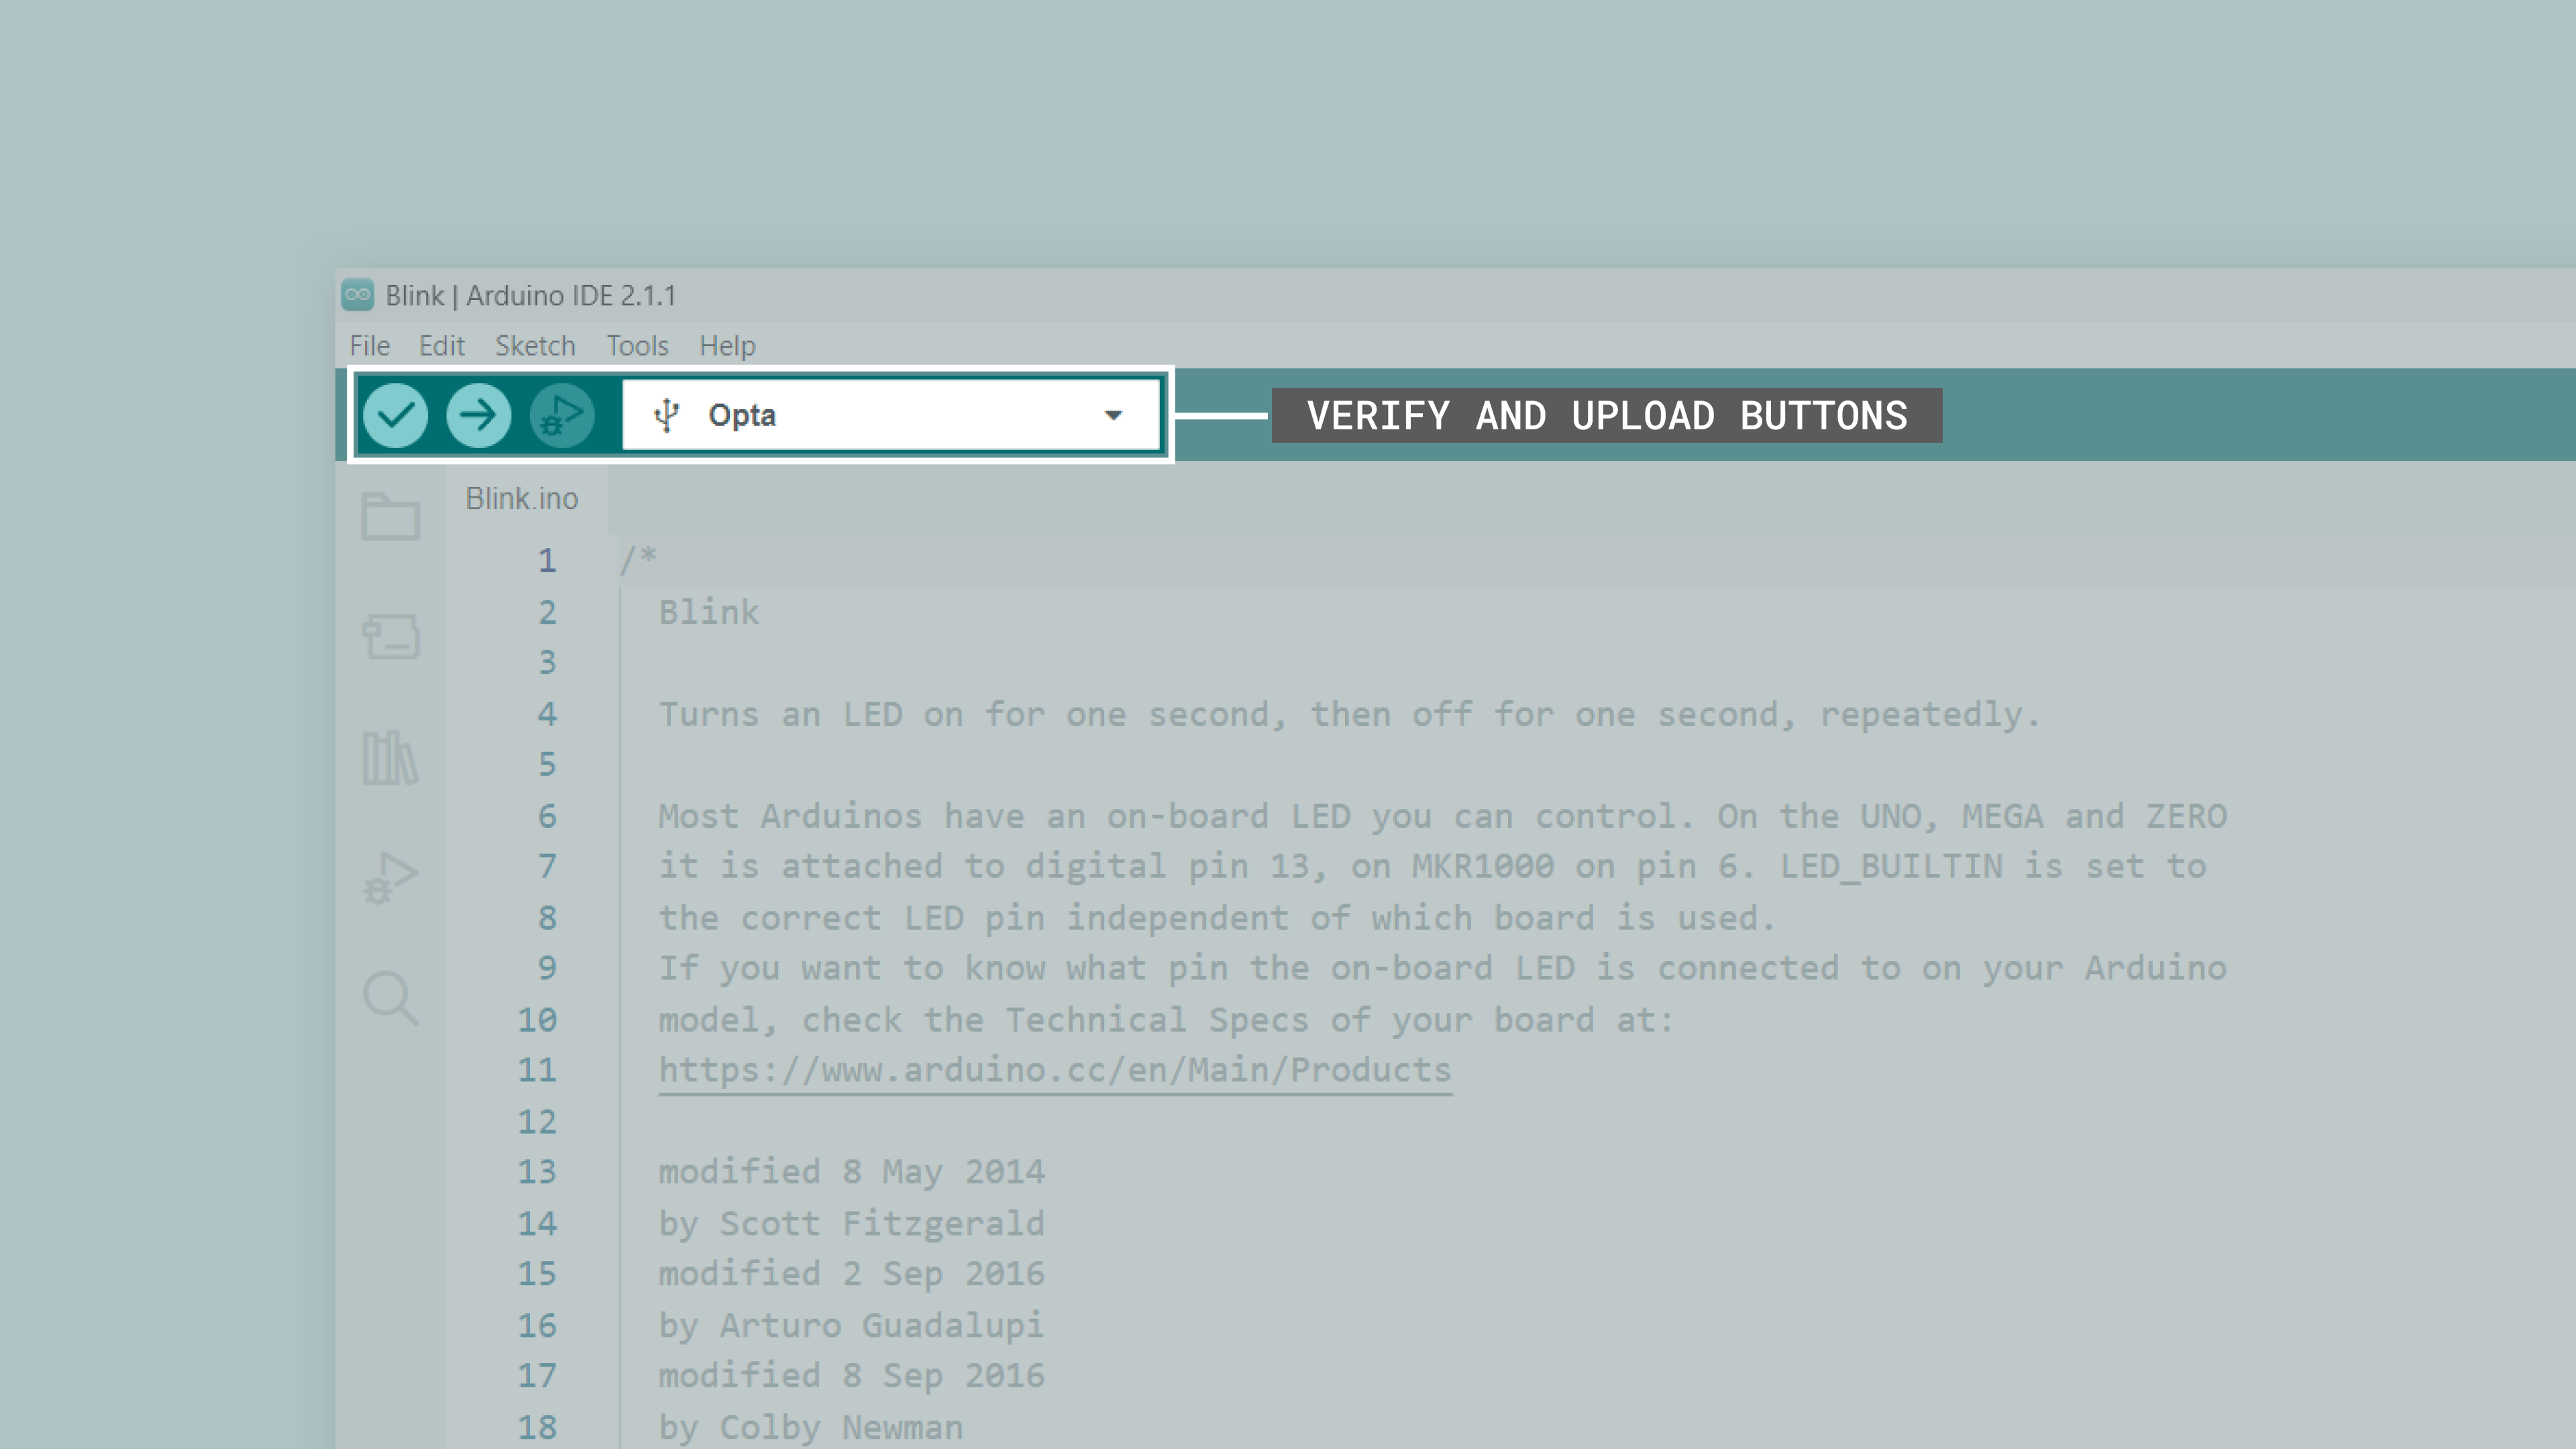 Blink | Arduino IDE 2.1.1
File Edit Sketch Tools Help
Opta
VERIFY AND UPLOAD BUTTONS
Blink.ino
1 /*
2 Blink
3
4 Turns an LED on for one second, then off for one second, repeatedly.
5
6 Most Arduinos have an on-board LED you can control. On the UNO, MEGA and ZERO
7 it is attached to digital pin 13, on MKR1000 on pin 6. LED_BUILTIN is set to
8 the correct LED pin independent of which board is used.
9 If you want to know what pin the on-board LED is connected to on your Arduino
10 model, check the Technical Specs of your board at:
11 https://www.arduino.cc/en/Main/Products
12
13 modified 8 May 2014
14 by Scott Fitzgerald
15 modified 2 Sep 2016
16 by Arturo Guadalupi
17 modified 8 Sep 2016
18 by Colby Newman